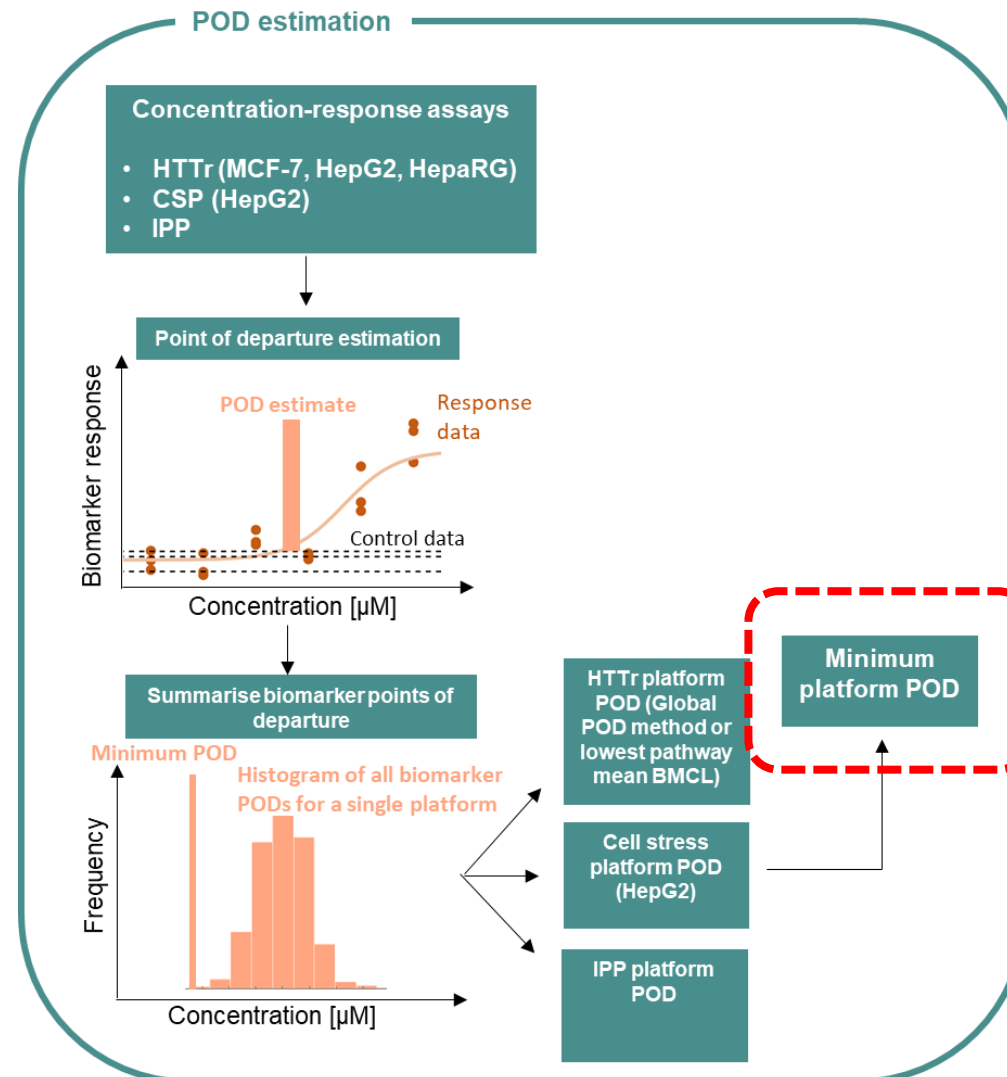 POD estimation
Concentration-response assays
• HTTr (MCF-7, HepG2, HepaRG)
• CSP (HepG2)
• IPP
Point of departure estimation
Biomarker response
POD estimate
Response
data
Control data
Concentration [µM]
Summarise biomarker points of
departure
Minimum POD
Histogram of all biomarker
PODs for a single platform
Frequency
Concentration [µM]
HTTr platform
POD (Global
POD method or
lowest pathway
mean BMCL)
Cell stress
platform POD
(HepG2)
IPP platform
POD
Minimum
platform POD